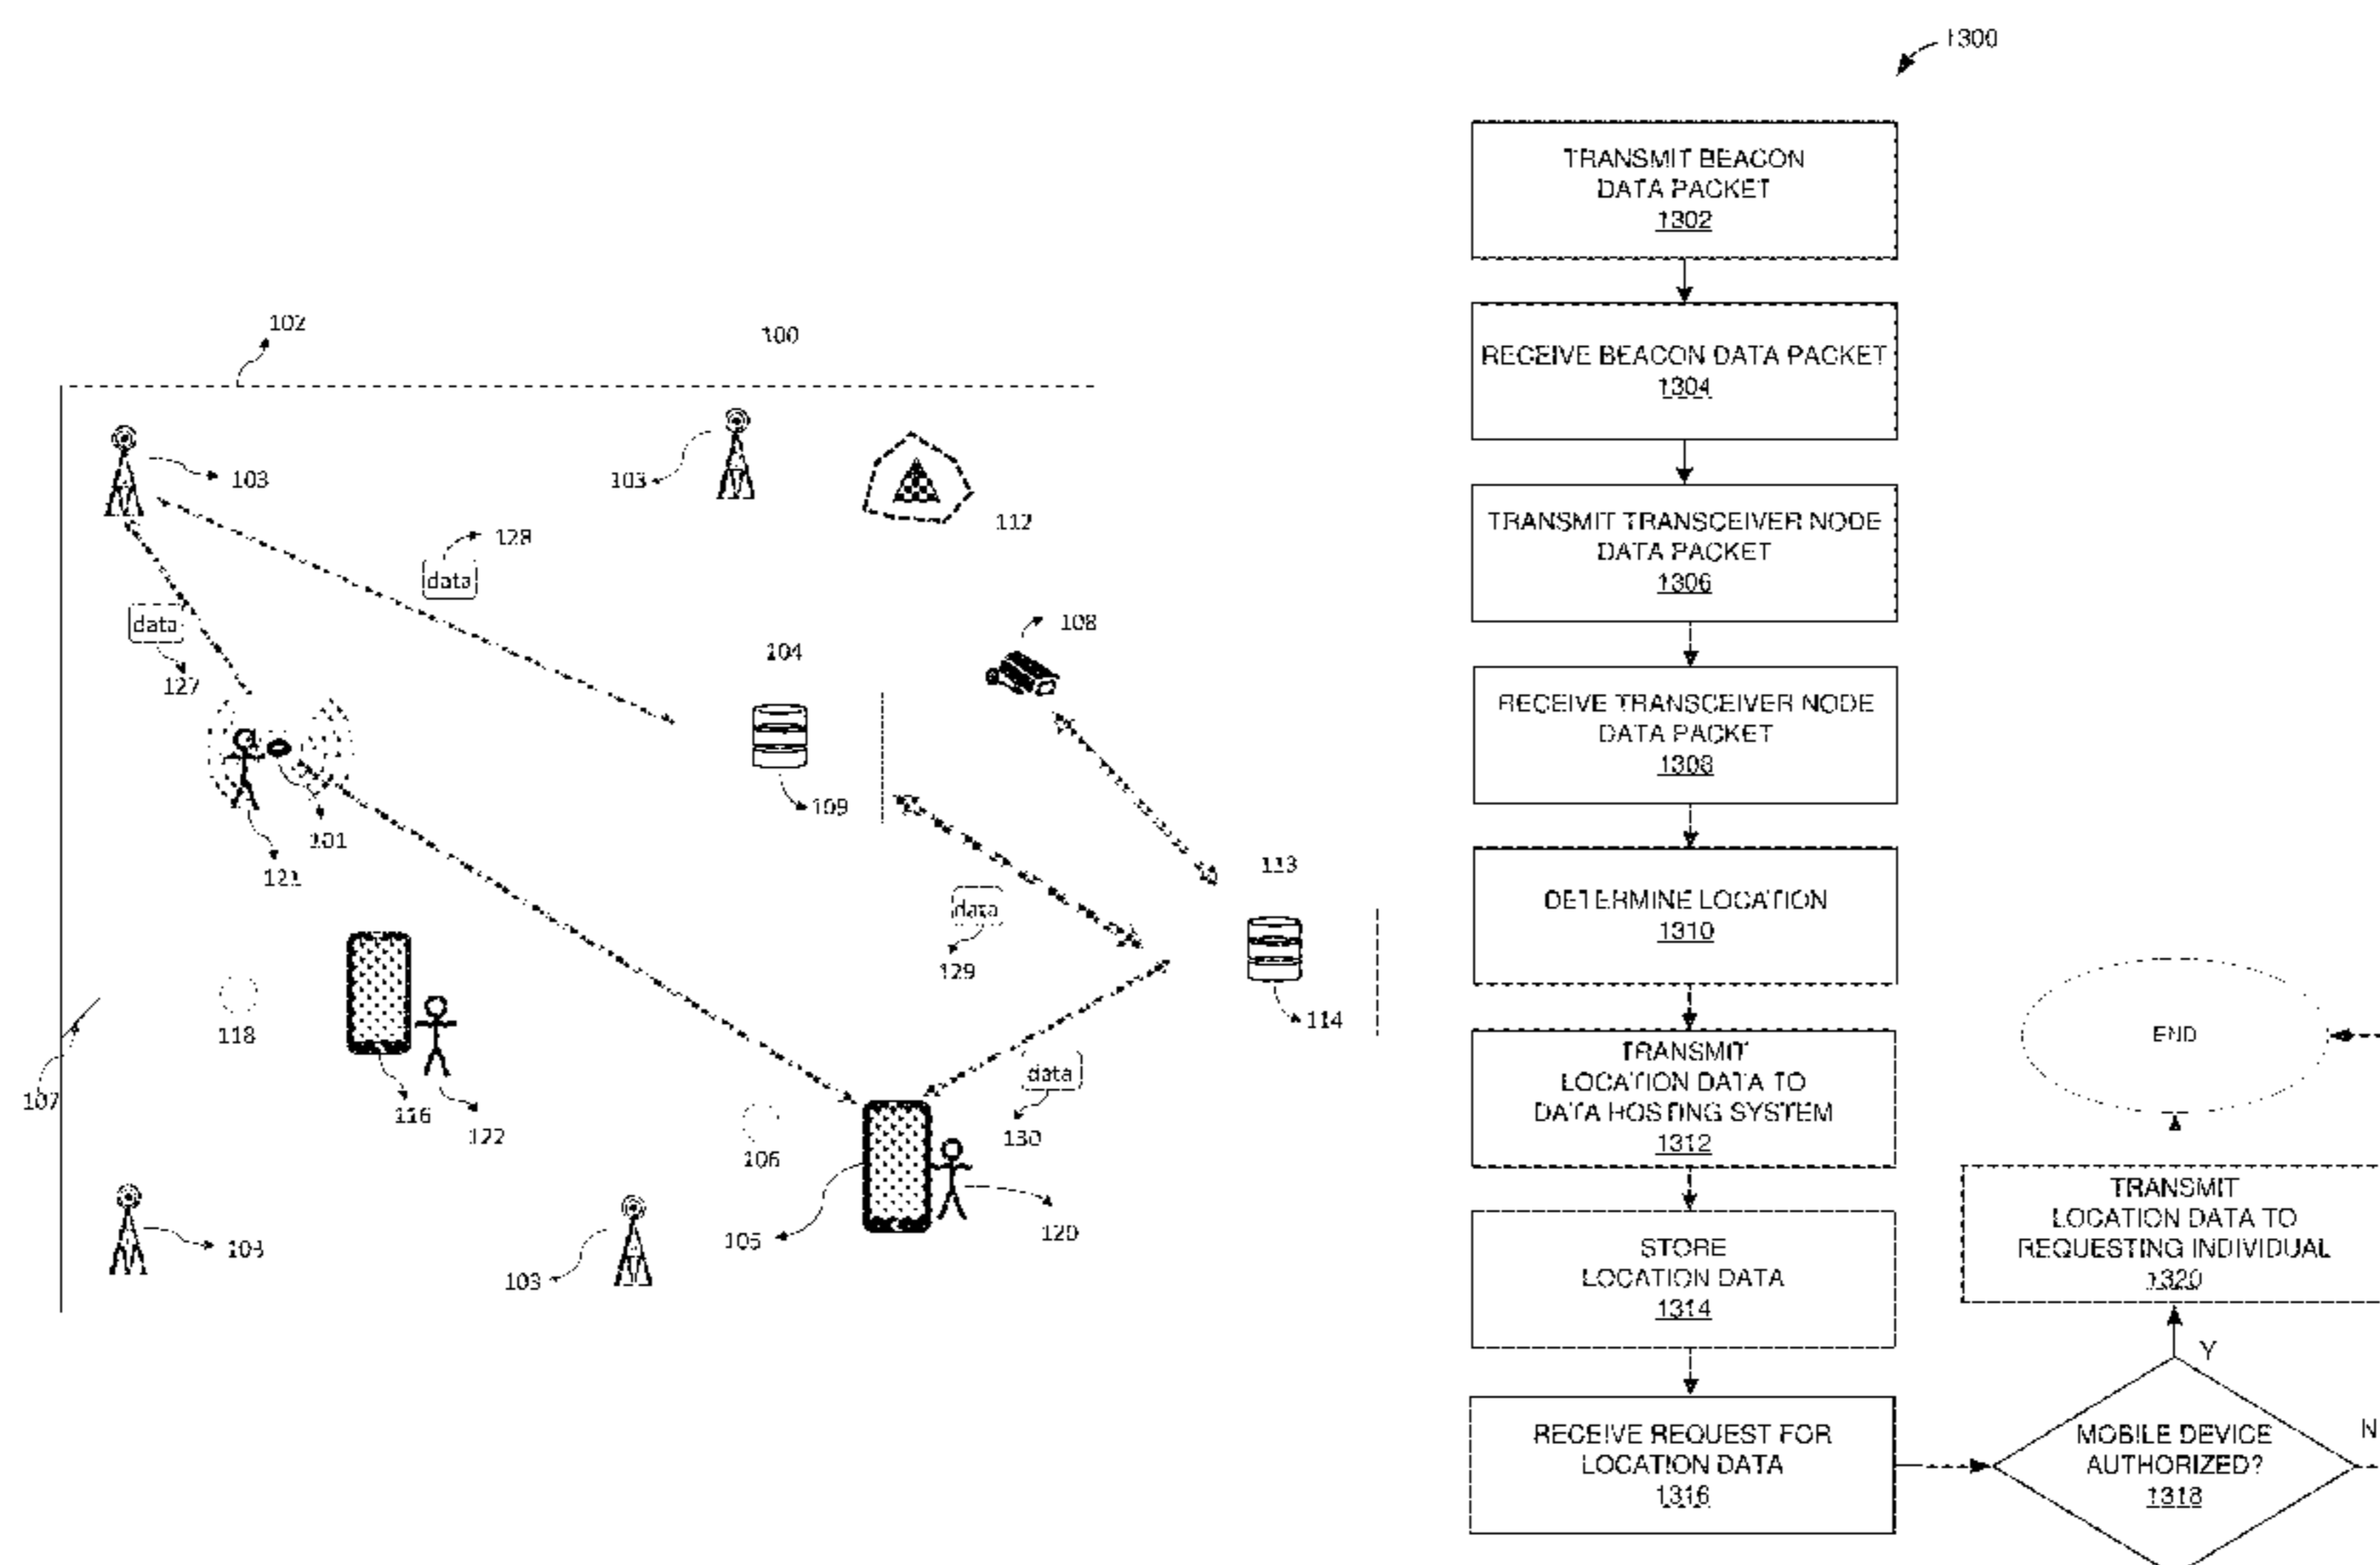 102
100
103
103
112
128
data
data
127
104
108
109
101
121
113
data
129
114
118
116
122
107
106
data
130
105
120
103
103
1300
TRANSMIT BEACON
DATA PACKET
1302
RECEIVE BEACON DATA PACKET
1304
TRANSMIT TRANSCEIVER NODE
DATA PACKET
1306
RECEIVE TRANSCEIVER NODE
DATA PACKET
1308
DETERMINE LOCATION
1310
TRANSMIT
LOCATION DATA TO
DATA HOSTING SYSTEM
1312
STORE
LOCATION DATA
1314
RECEIVE REQUEST FOR
LOCATION DATA
1316
END
TRANSMIT
LOCATION DATA TO
REQUESTING INDIVIDUAL
1320
Y
MOBILE DEVICE
AUTHORIZED?
1318
N